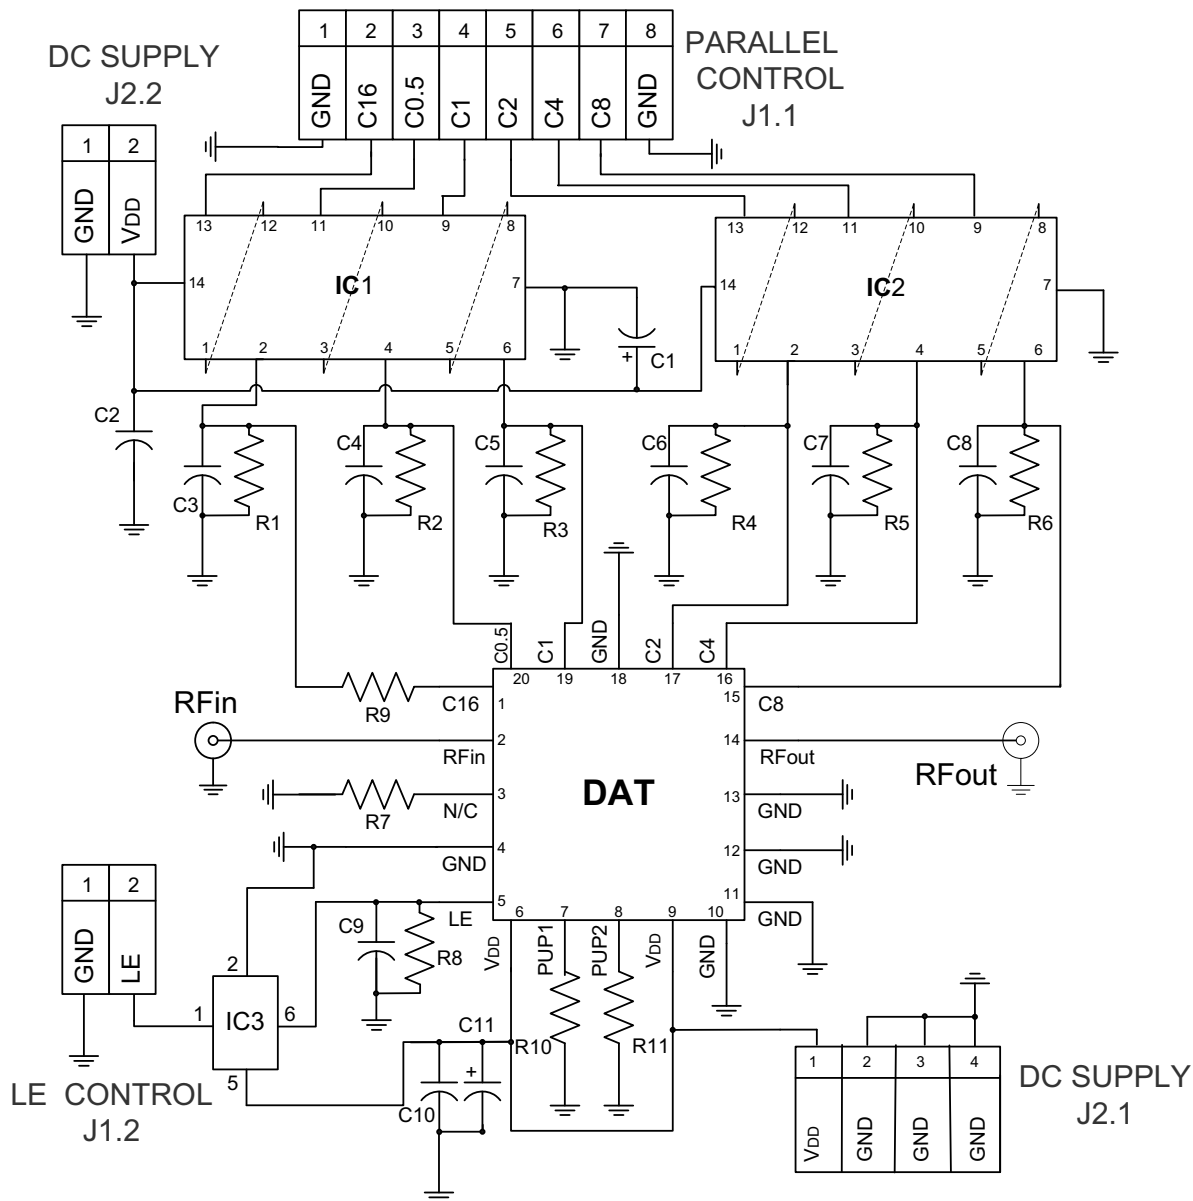 DC SUPPLY
J2.2
1 2
GND VDD
1 2 3 4 5 6 7 8
GND C16 C0.5 C1 C2 C4 C8 GND
PARALLEL
CONTROL
J1.1
13 12 11 10 9 8
14 IC1 7
1 2 3 4 5 6
13 12 11 10 9 8
14 IC2 7
1 2 3 4 5 6
+ C1
C2
C3 R1
C4 R2
C5 R3
C6 R4
C7 R5
C8 R6
C0.5 C1 GND C2 C4
20 19 18 17 16
R9 C16 1
15 C8
RFin
RFin 2
14 RFout
RFout
DAT
R7 N/C 3
13 GND
GND 4
12 GND
LE 5
11 GND
6 7 8 9 10
VDD PUP1 PUP2 VDD GND
C9 R8
1 2
GND LE
LE CONTROL
J1.2
2
1 IC3 6
5
C11
+
C10
R10 R11
1 2 3 4
VDD GND GND GND
DC SUPPLY
J2.1